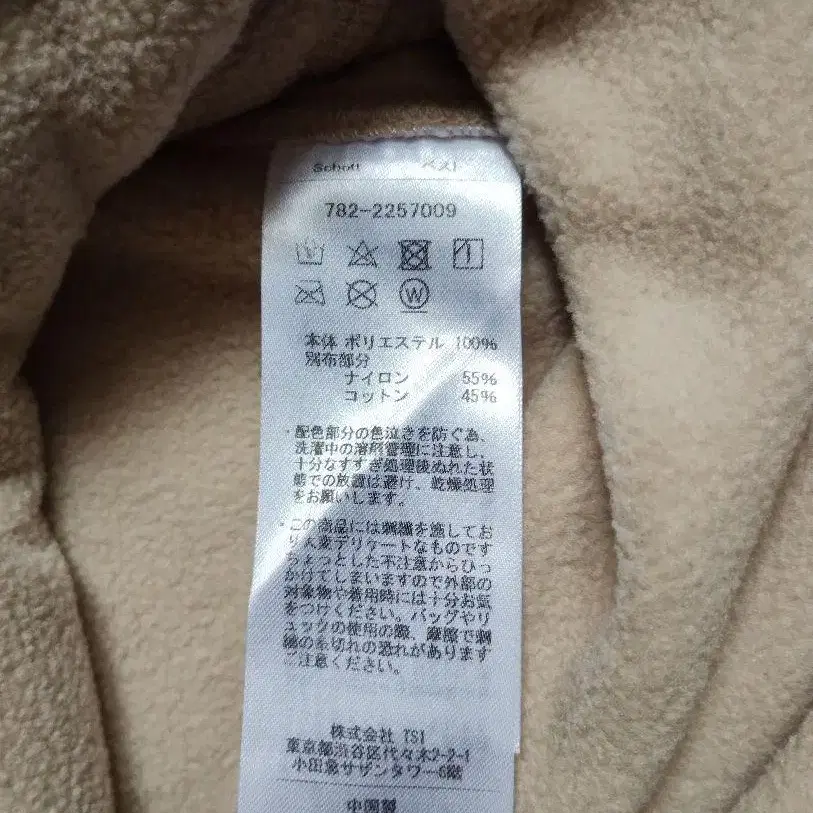 Schott ベスト
782-2257009
W
本体 ポリエステル 100%
別布部分
ナイロン 55%
コットン 45%
・配色部分の色泣きを防ぐ為、
洗濯中の溶剤管理に注意し、
十分なすすぎ処理後ぬれた状
態での放置は避け、乾燥処理
をお願いします。
・この商品には刺繍を施してお
り大変デリケートなものです
ちょっとした不注意からひっ
かけてしまいますので外部の
対象物や着用時には十分お気
をつけください。バッグやリ
ュックの使用の際、摩擦で刺
繍の糸切れの恐れがあります
ご注意ください。
株式会社 TSI
東京都渋谷区代々木2-2-1
小田急サザンタワー6階
中国製